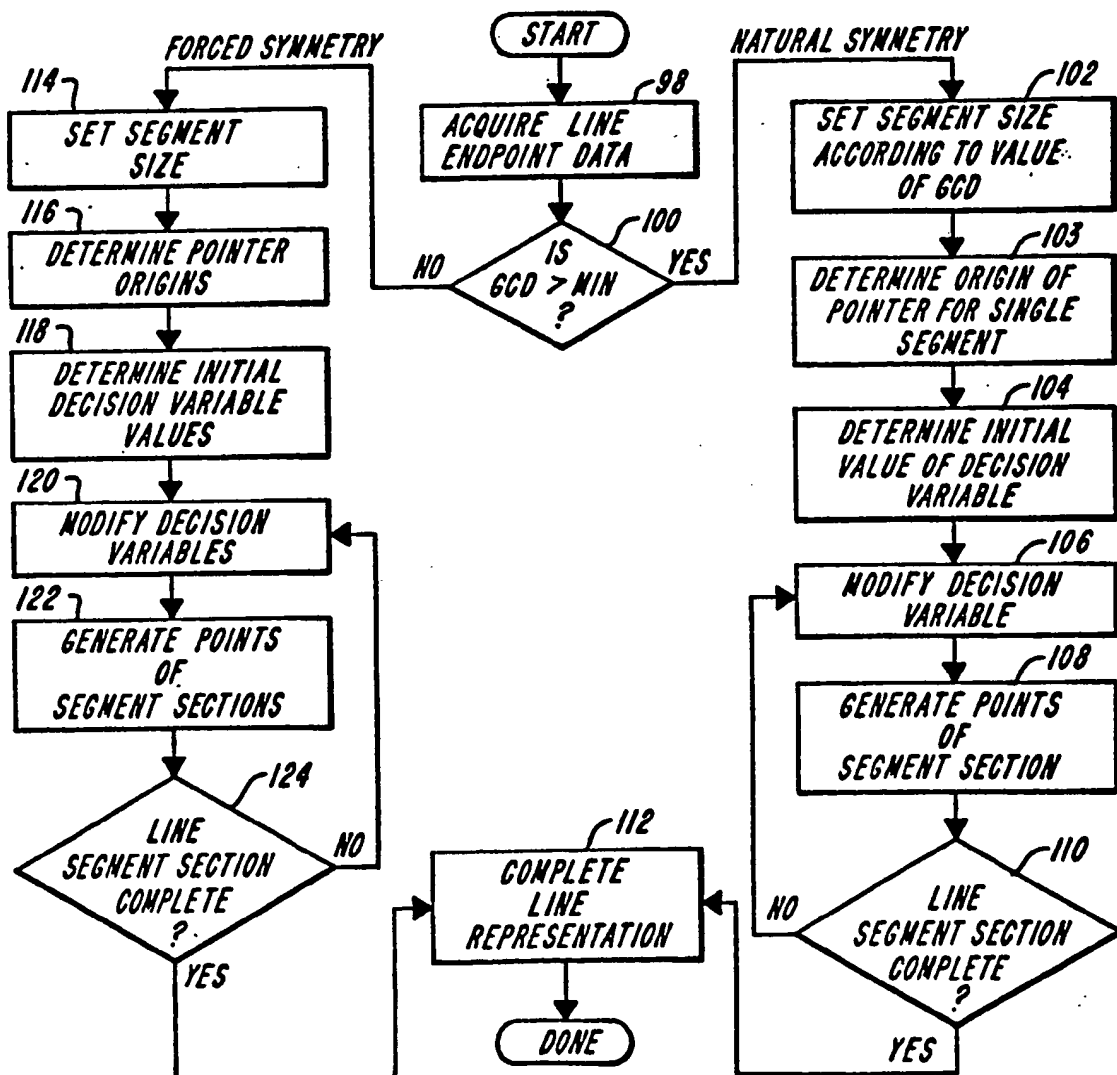 START
FORCED SYMMETRY
NATURAL SYMMETRY
98
ACQUIRE LINE
ENDPOINT DATA
100
IS
GCD > MIN
?
NO
YES
114
SET SEGMENT
SIZE
116
DETERMINE POINTER
ORIGINS
118
DETERMINE INITIAL
DECISION VARIABLE
VALUES
120
MODIFY DECISION
VARIABLES
122
GENERATE POINTS
OF
SEGMENT SECTIONS
124
LINE
SEGMENT SECTION
COMPLETE
?
NO
YES
102
SET SEGMENT SIZE
ACCORDING TO VALUE
OF GCD
103
DETERMINE ORIGIN OF
POINTER FOR SINGLE
SEGMENT
104
DETERMINE INITIAL
VALUE OF DECISION
VARIABLE
106
MODIFY DECISION
VARIABLE
108
GENERATE POINTS
OF
SEGMENT SECTION
110
LINE
SEGMENT SECTION
COMPLETE
?
NO
YES
112
COMPLETE
LINE
REPRESENTATION
DONE